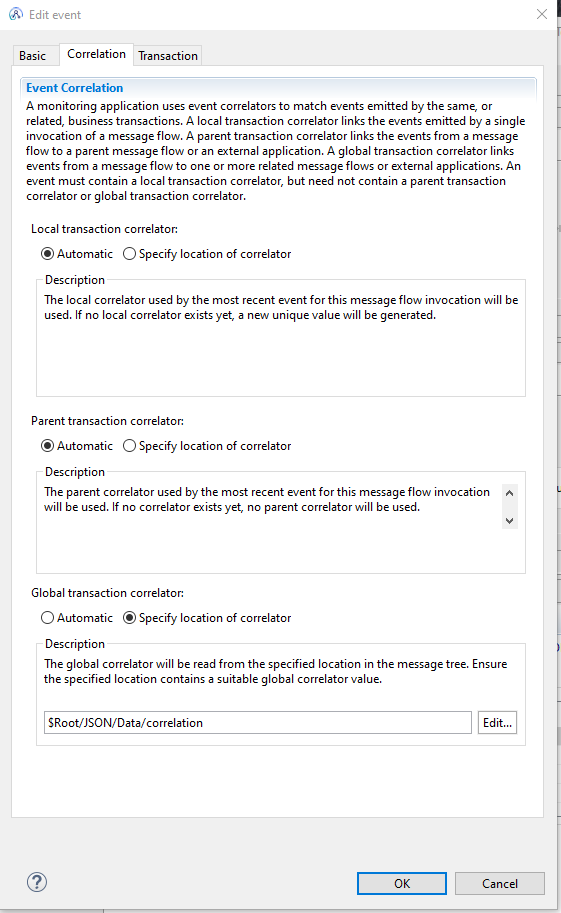 Edit event
Basic
Correlation
Transaction
Event Correlation
A monitoring application uses event correlators to match events emitted by the same, or
related, business transactions. A local transaction correlator links the events emitted by a single
invocation of a message flow. A parent transaction correlator links the events from a message
flow to a parent message flow or an external application. A global transaction correlator links
events from a message flow to one or more related message flows or external applications. An
event must contain a local transaction correlator, but need not contain a parent transaction
correlator or global transaction correlator.
Local transaction correlator:
Automatic Specify location of correlator
Description
The local correlator used by the most recent event for this message flow invocation will be
used. If no local correlator exists yet, a new unique value will be generated.
Parent transaction correlator:
Automatic Specify location of correlator
Description
The parent correlator used by the most recent event for this message flow invocation
will be used. If no correlator exists yet, no parent correlator will be used.
Global transaction correlator:
Automatic Specify location of correlator
Description
The global correlator will be read from the specified location in the message tree. Ensure
the specified location contains a suitable global correlator value.
$Root/JSON/Data/correlation
Edit...
?
OK
Cancel